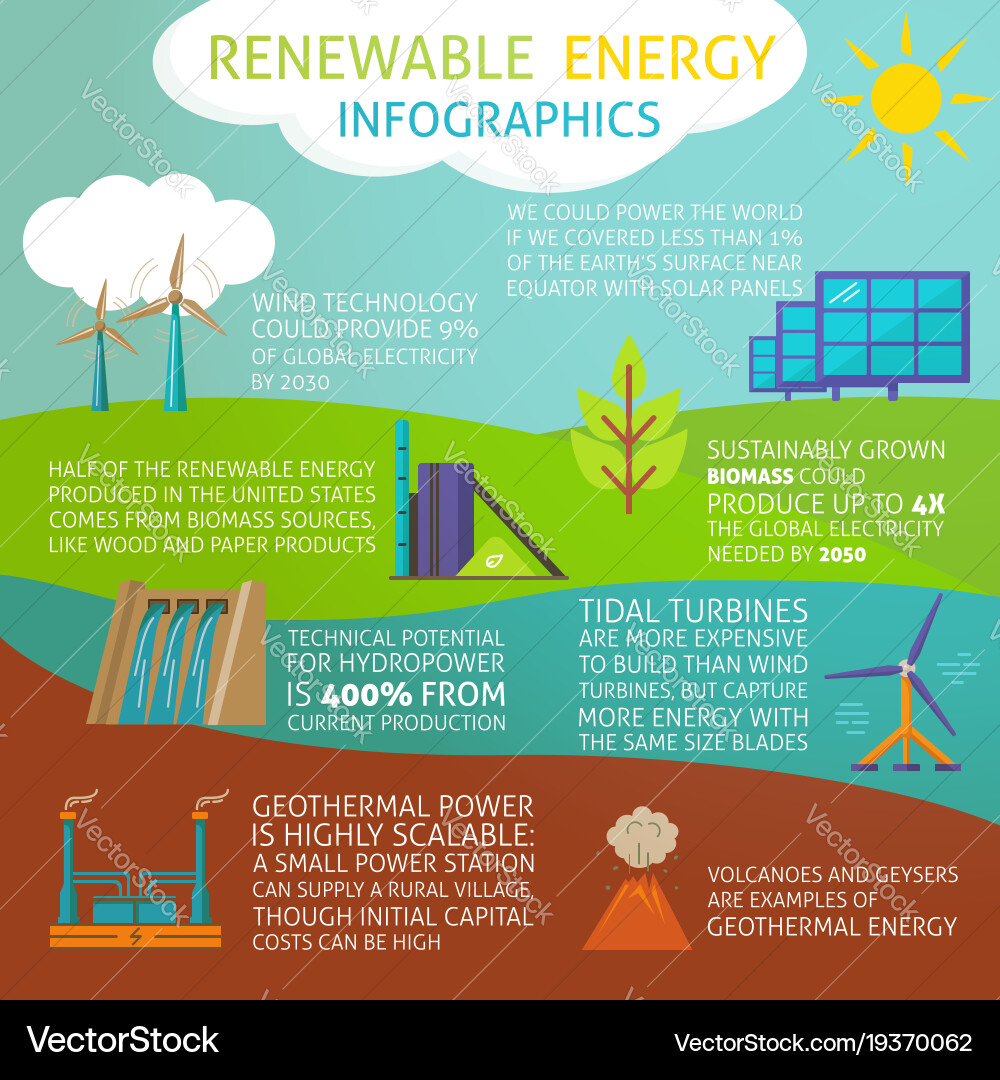 RENEWABLE ENERGY
INFOGRAPHICS
WE COULD POWER THE WORLD
IF WE COVERED LESS THAN 1%
OF THE EARTH'S SURFACE NEAR
EQUATOR WITH SOLAR PANELS
WIND TECHNOLOGY
COULD PROVIDE 9%
OF GLOBAL ELECTRICITY
BY 2030
HALF OF THE RENEWABLE ENERGY
PRODUCED IN THE UNITED STATES
COMES FROM BIOMASS SOURCES,
LIKE WOOD AND PAPER PRODUCTS
SUSTAINABLY GROWN
BIOMASS COULD
PRODUCE UP TO 4X
THE GLOBAL ELECTRICITY
NEEDED BY 2050
TECHNICAL POTENTIAL
FOR HYDROPOWER
IS 400% FROM
CURRENT PRODUCTION
TIDAL TURBINES
ARE MORE EXPENSIVE
TO BUILD THAN WIND
TURBINES, BUT CAPTURE
MORE ENERGY WITH
THE SAME SIZE BLADES
GEOTHERMAL POWER
IS HIGHLY SCALABLE:
A SMALL POWER STATION
CAN SUPPLY A RURAL VILLAGE,
THOUGH INITIAL CAPITAL
COSTS CAN BE HIGH
VOLCANOES AND GEYSERS
ARE EXAMPLES OF
GEOTHERMAL ENERGY
VectorStock
VectorStock.com/19370062